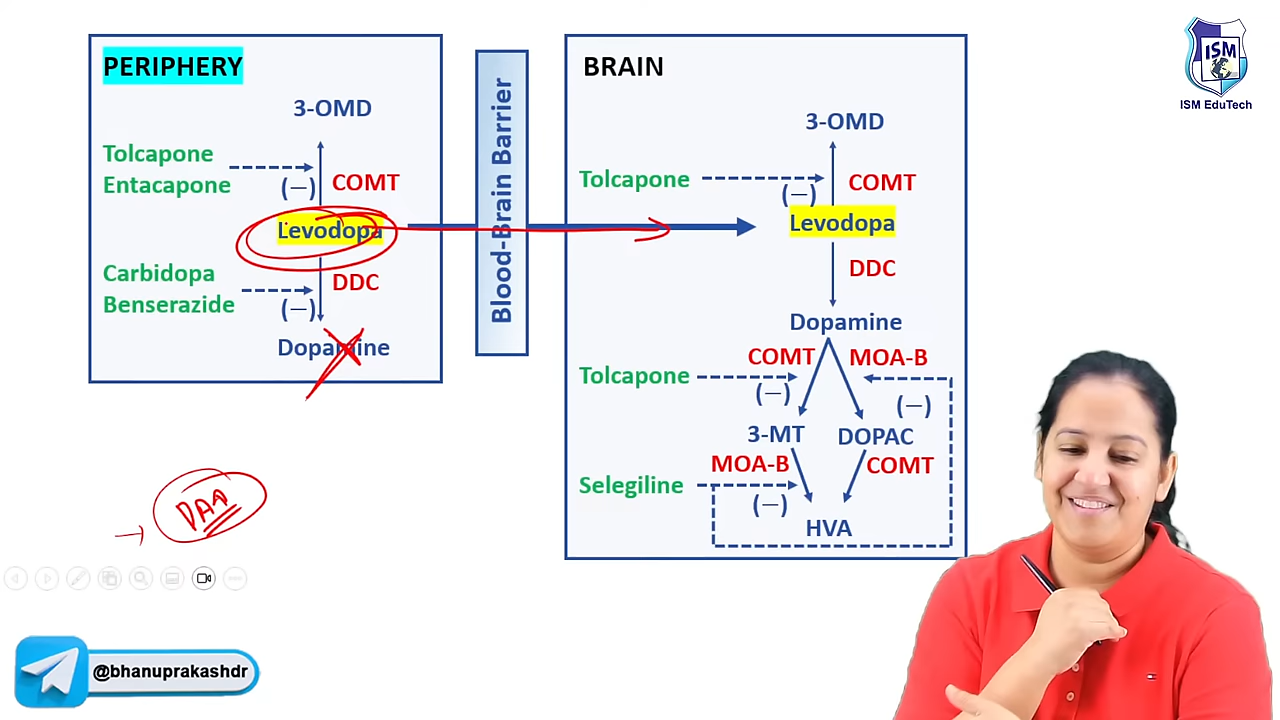 PERIPHERY
3-OMD
Tolcapone
Entacapone
(—)
COMT
Levodopa
Carbidopa
Benserazide
(—)
DDC
Dopamine
Blood-Brain Barrier
BRAIN
3-OMD
Tolcapone
(—)
COMT
Levodopa
DDC
Dopamine
COMT
MOA-B
Tolcapone
(—)
(—)
3-MT
DOPAC
MOA-B
COMT
Selegiline
(—)
HVA
DAA
ISM
ISM EduTech
@bhanuprakashdr